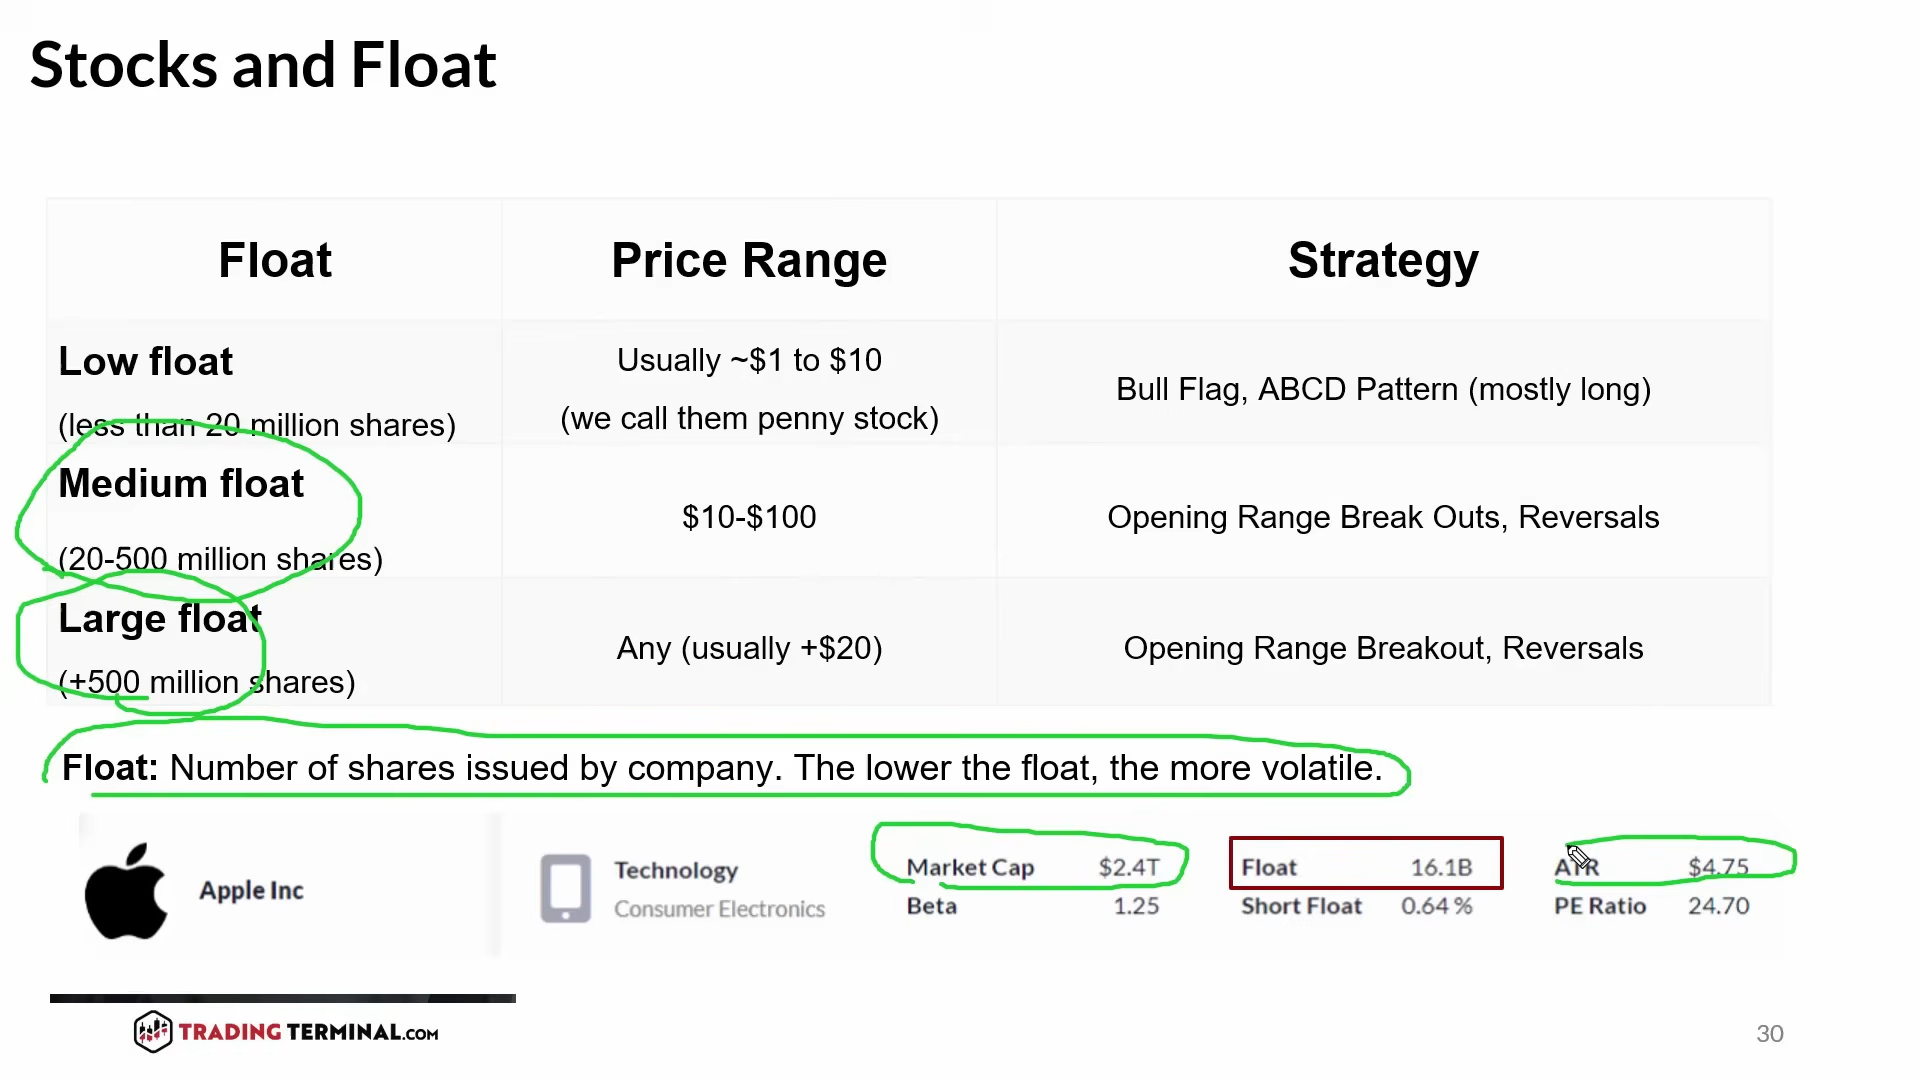 Stocks and Float
Float Price Range Strategy
Low float
(less than 20 million shares)
Usually ~$1 to $10
(we call them penny stock)
Bull Flag, ABCD Pattern (mostly long)
Medium float
(20-500 million shares)
$10-$100
Opening Range Break Outs, Reversals
Large float
(+500 million shares)
Any (usually +$20)
Opening Range Breakout, Reversals
Float: Number of shares issued by company. The lower the float, the more volatile.
Apple Inc
Technology
Consumer Electronics
Market Cap $2.4T
Beta 1.25
Float 16.1B
Short Float 0.64 %
ATR $4.75
PE Ratio 24.70
TRADING TERMINAL.COM
30